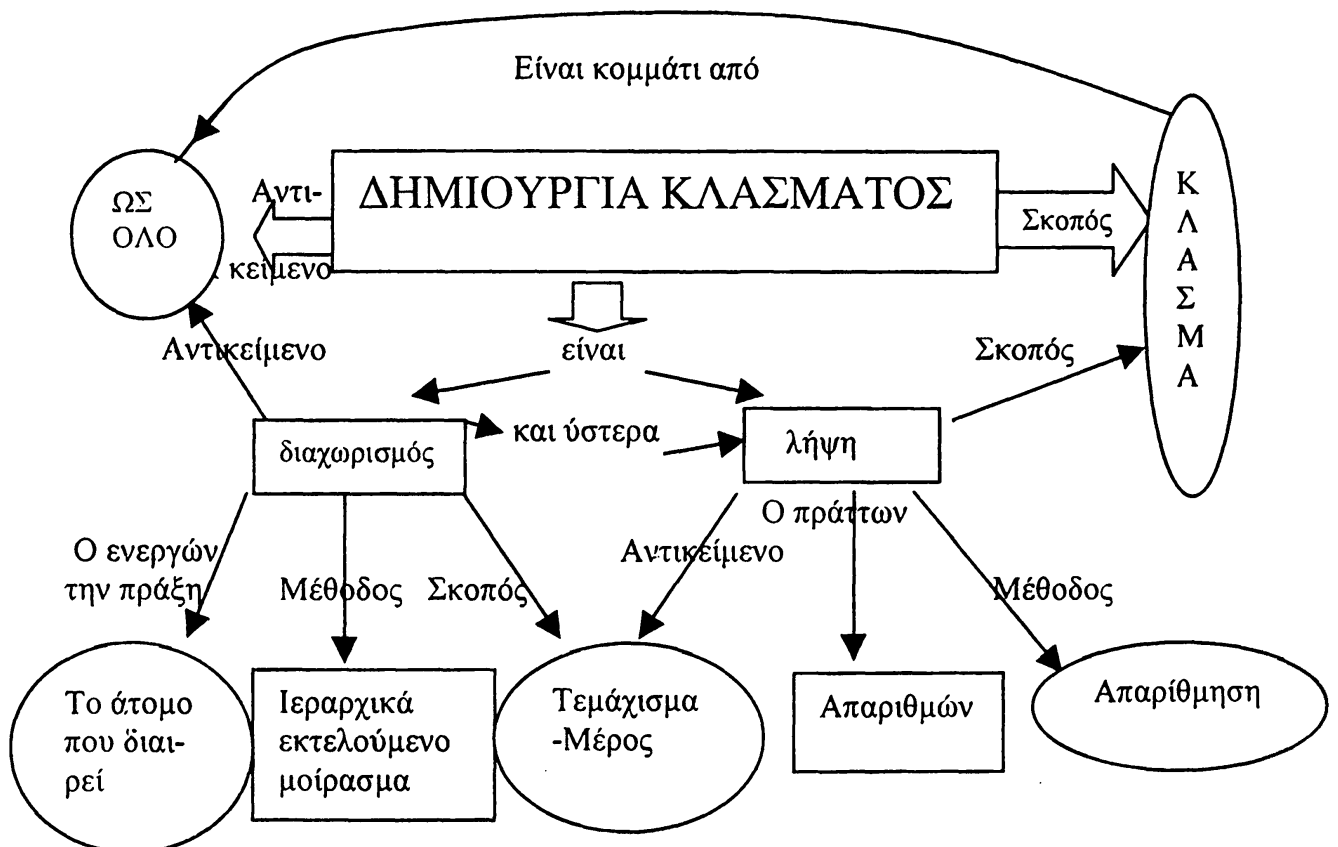 Είναι κομμάτι από
ΩΣ
ΟΛΟ
Αντι-
κείμενο
ΔΗΜΙΟΥΡΓΙΑ ΚΛΑΣΜΑΤΟΣ
Σκοπός
Κ
Λ
Α
Σ
Μ
Α
Αντικείμενο
είναι
Σκοπός
διαχωρισμός
και ύστερα
λήψη
Ο ενεργών
την πράξη
Μέθοδος
Σκοπός
Αντικείμενο
Ο πράττων
Μέθοδος
Το άτομο
που διαι-
ρεί
Ιεραρχικά
εκτελούμενο
μοίρασμα
Τεμάχισμα
-Μέρος
Απαριθμών
Απαρίθμηση